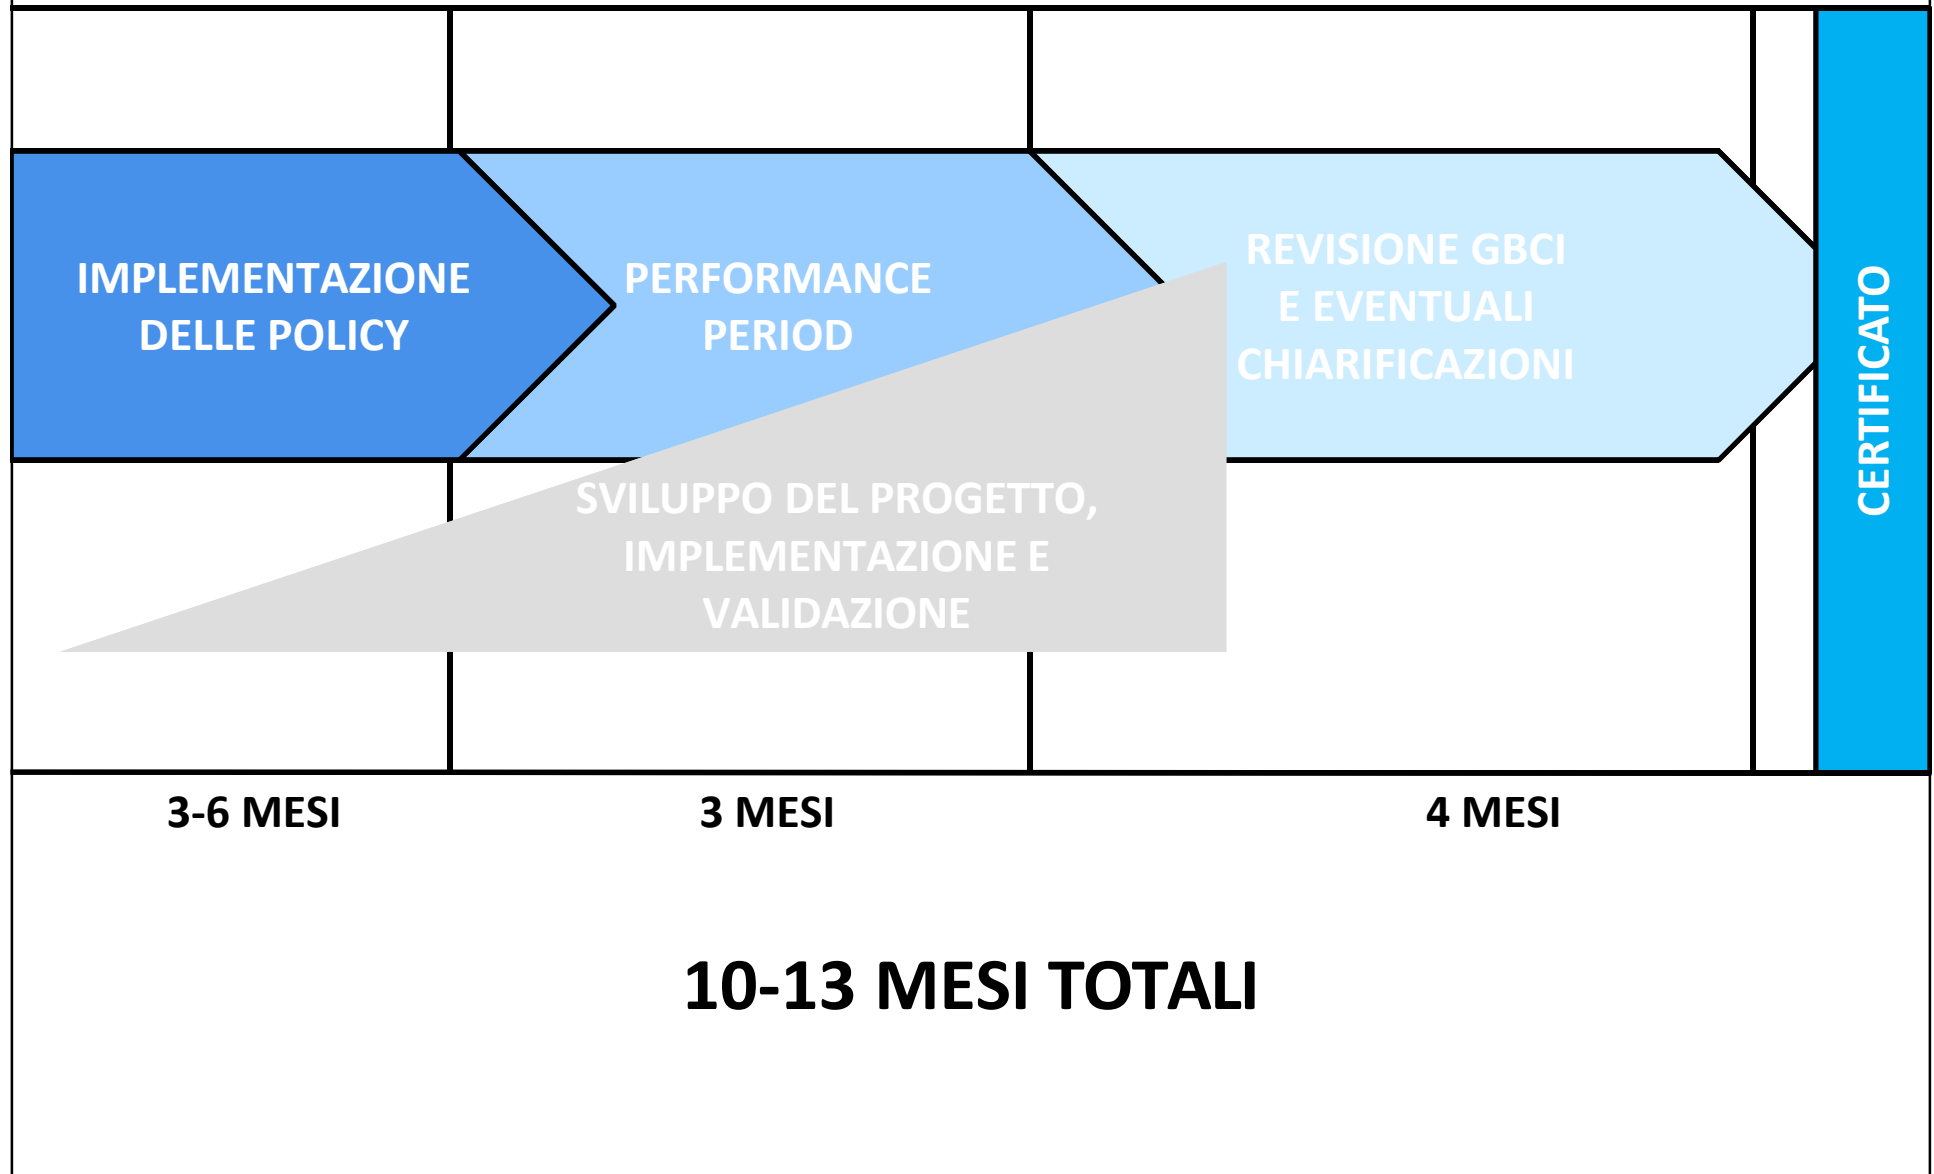 IMPLEMENTAZIONE
DELLE POLICY
PERFORMANCE
PERIOD
REVISIONE GBCI
E EVENTUALI
CHIARIFICAZIONI
CERTIFICATO
SVILUPPO DEL PROGETTO,
IMPLEMENTAZIONE E
VALIDAZIONE
3-6 MESI
3 MESI
4 MESI
10-13 MESI TOTALI